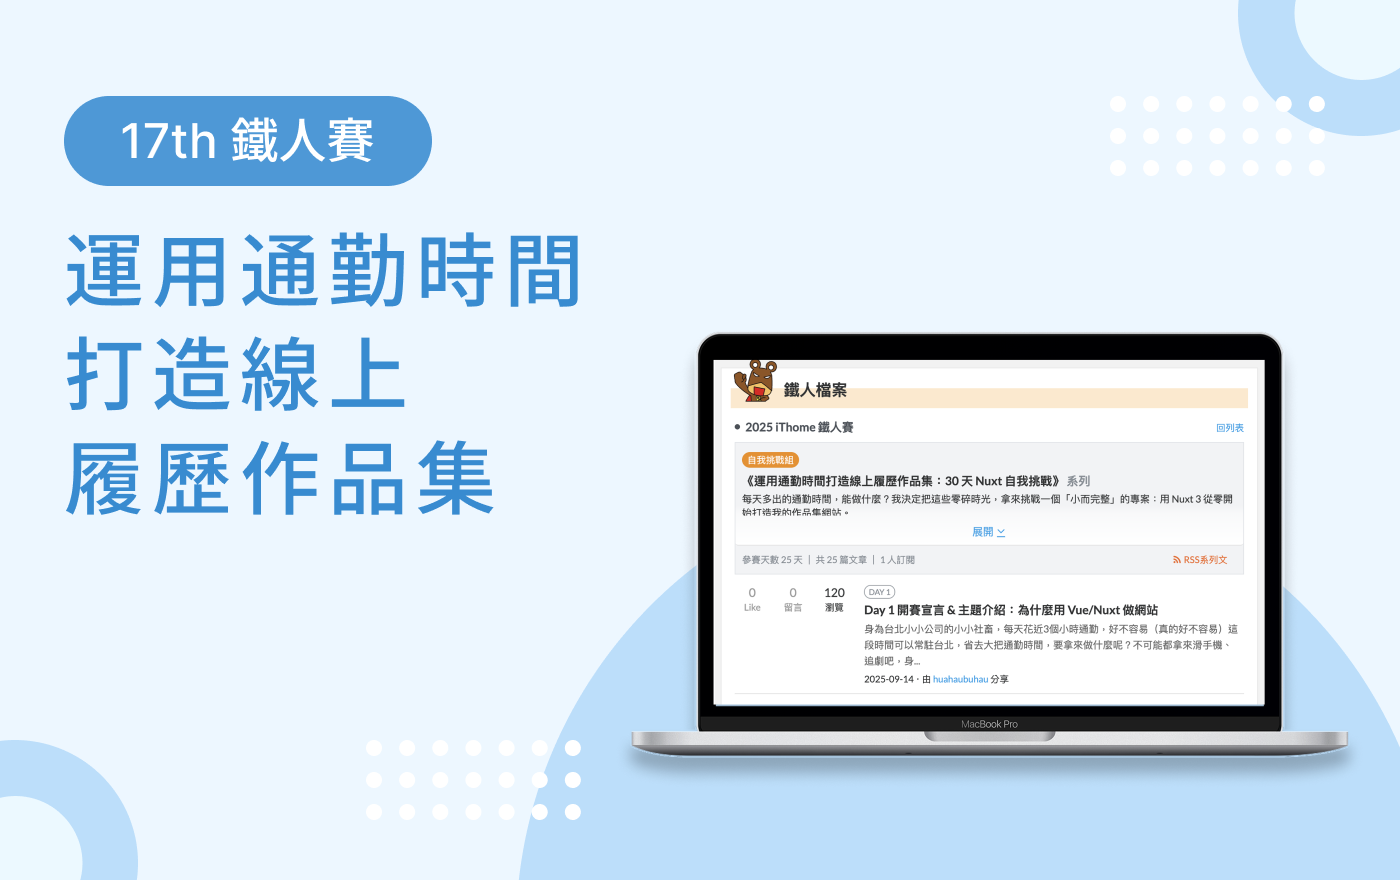 17th 鐵人賽
運用通勤時間
打造線上
履歷作品集
鐵人檔案
2025 iThome 鐵人賽
回列表
自我挑戰組
《運用通勤時間打造線上履歷作品集：30 天 Nuxt 自我挑戰》 系列
每天多出的通勤時間，能做什麼？我決定把這些零碎時光，拿來挑戰一個「小而完整」的專案：用 Nuxt 3 從零開
始打造我的作品集網站。
展開
參賽天數 25 天 ｜ 共 25 篇文章 ｜ 1 人訂閱
RSS系列文
0 Like
0 留言
120 瀏覽
DAY 1
Day 1 開賽宣言 & 主題介紹：為什麼用 Vue/Nuxt 做網站
身為台北小小公司的小小社畜，每天花近3個小時通勤，好不容易（真的好不容易）這
段時間可以常駐台北，省去大把通勤時間，要拿來做什麼呢？不可能都拿來滑手機、
追劇吧，身...
2025-09-14 · 由 huahaubuhau 分享
MacBook Pro